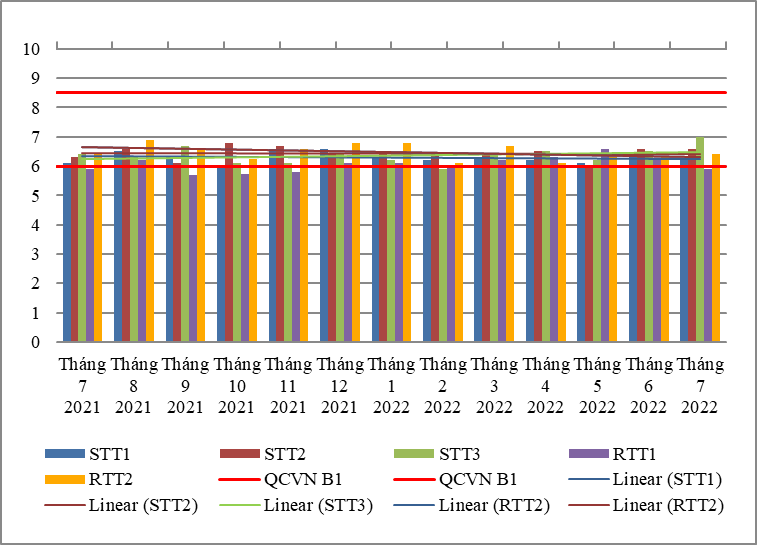 10
9
8
7
6
5
4
3
2
1
0
Tháng Tháng Tháng Tháng Tháng Tháng Tháng Tháng Tháng Tháng Tháng Tháng Tháng
7 8 9 10 11 12 1 2 3 4 5 6 7
2021 2021 2021 2021 2021 2021 2022 2022 2022 2022 2022 2022 2022
STT1 STT2 STT3 RTT1
RTT2 QCVN B1 QCVN B1 Linear (STT1)
Linear (STT2) Linear (STT3) Linear (RTT2) Linear (RTT2)